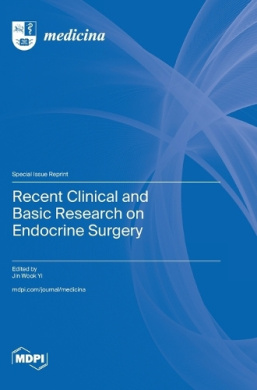 medicina
Special Issue Reprint
Recent Clinical and
Basic Research on
Endocrine Surgery
Edited by
Jin Wook Yi
mdpi.com/journal/medicina
MDPI